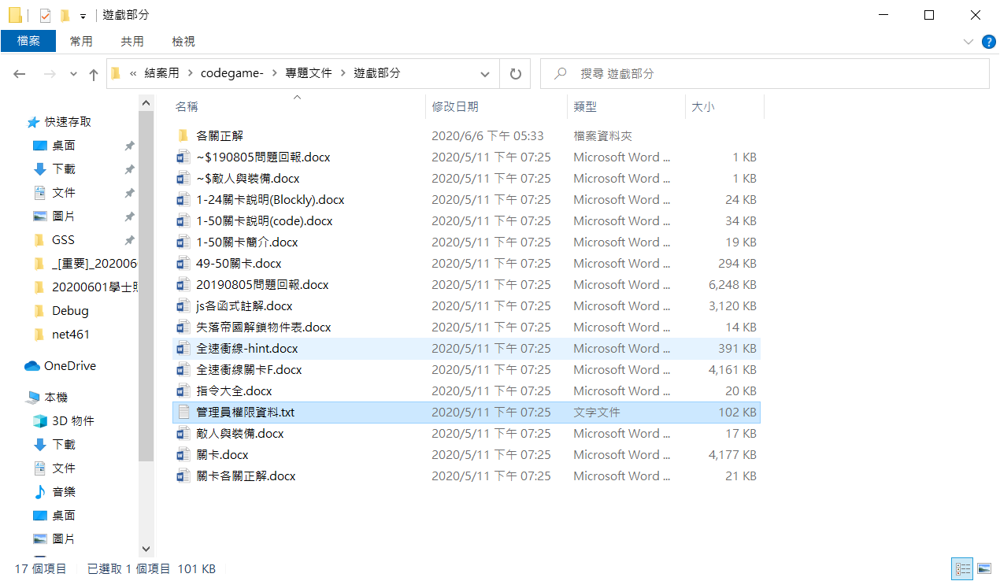 遊戲部分
檔案 常用 共用 檢視
« 結案用 > codegame- > 專題文件 > 遊戲部分 搜尋 遊戲部分
名稱 修改日期 類型 大小
快速存取
桌面
下載
文件
圖片
GSS
_[重要]_202006
20200601學士
Debug
net461
OneDrive
本機
3D 物件
下載
文件
音樂
桌面
圖片
各關正解 2020/6/6 下午 05:33 檔案資料夾
~$190805問題回報.docx 2020/5/11 下午 07:25 Microsoft Word ... 1 KB
~$敵人與裝備.docx 2020/5/11 下午 07:25 Microsoft Word ... 1 KB
1-24關卡說明(Blockly).docx 2020/5/11 下午 07:25 Microsoft Word ... 24 KB
1-50關卡說明(code).docx 2020/5/11 下午 07:25 Microsoft Word ... 34 KB
1-50關卡簡介.docx 2020/5/11 下午 07:25 Microsoft Word ... 19 KB
49-50關卡.docx 2020/5/11 下午 07:25 Microsoft Word ... 294 KB
20190805問題回報.docx 2020/5/11 下午 07:25 Microsoft Word ... 6,248 KB
js各函式註解.docx 2020/5/11 下午 07:25 Microsoft Word ... 3,120 KB
失落帝國解鎖物件表.docx 2020/5/11 下午 07:25 Microsoft Word ... 14 KB
全速衝線-hint.docx 2020/5/11 下午 07:25 Microsoft Word ... 391 KB
全速衝線關卡F.docx 2020/5/11 下午 07:25 Microsoft Word ... 4,161 KB
指令大全.docx 2020/5/11 下午 07:25 Microsoft Word ... 20 KB
管理員權限資料.txt 2020/5/11 下午 07:25 文字文件 102 KB
敵人與裝備.docx 2020/5/11 下午 07:25 Microsoft Word ... 17 KB
關卡.docx 2020/5/11 下午 07:25 Microsoft Word ... 4,177 KB
關卡各關正解.docx 2020/5/11 下午 07:25 Microsoft Word ... 21 KB
17 個項目 已選取 1 個項目 101 KB